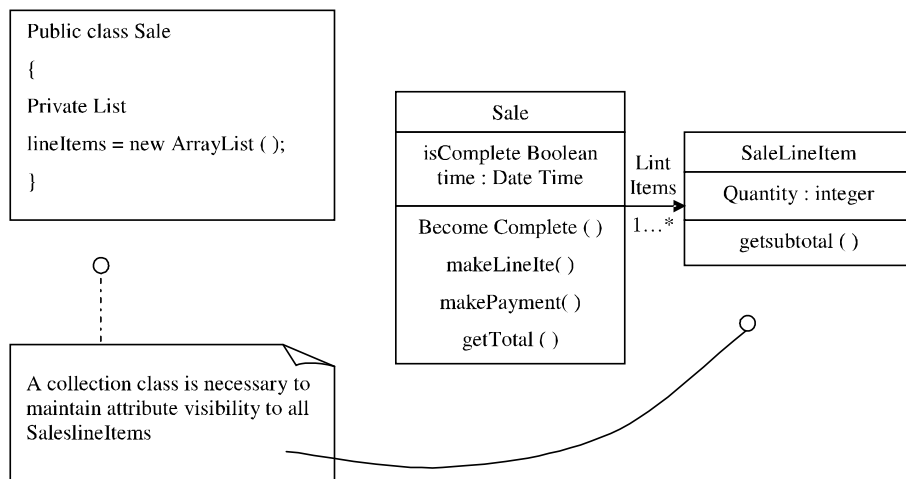 Public class Sale
{
Private List
lineItems = new ArrayList ( );
}
Sale
isComplete Boolean
time : Date Time
Become Complete ( )
makeLineIte( )
makePayment( )
getTotal ( )
Lint
Items
1...*
SaleLineItem
Quantity : integer
getsubtotal ( )
A collection class is necessary to
maintain attribute visibility to all
SaleslineItems